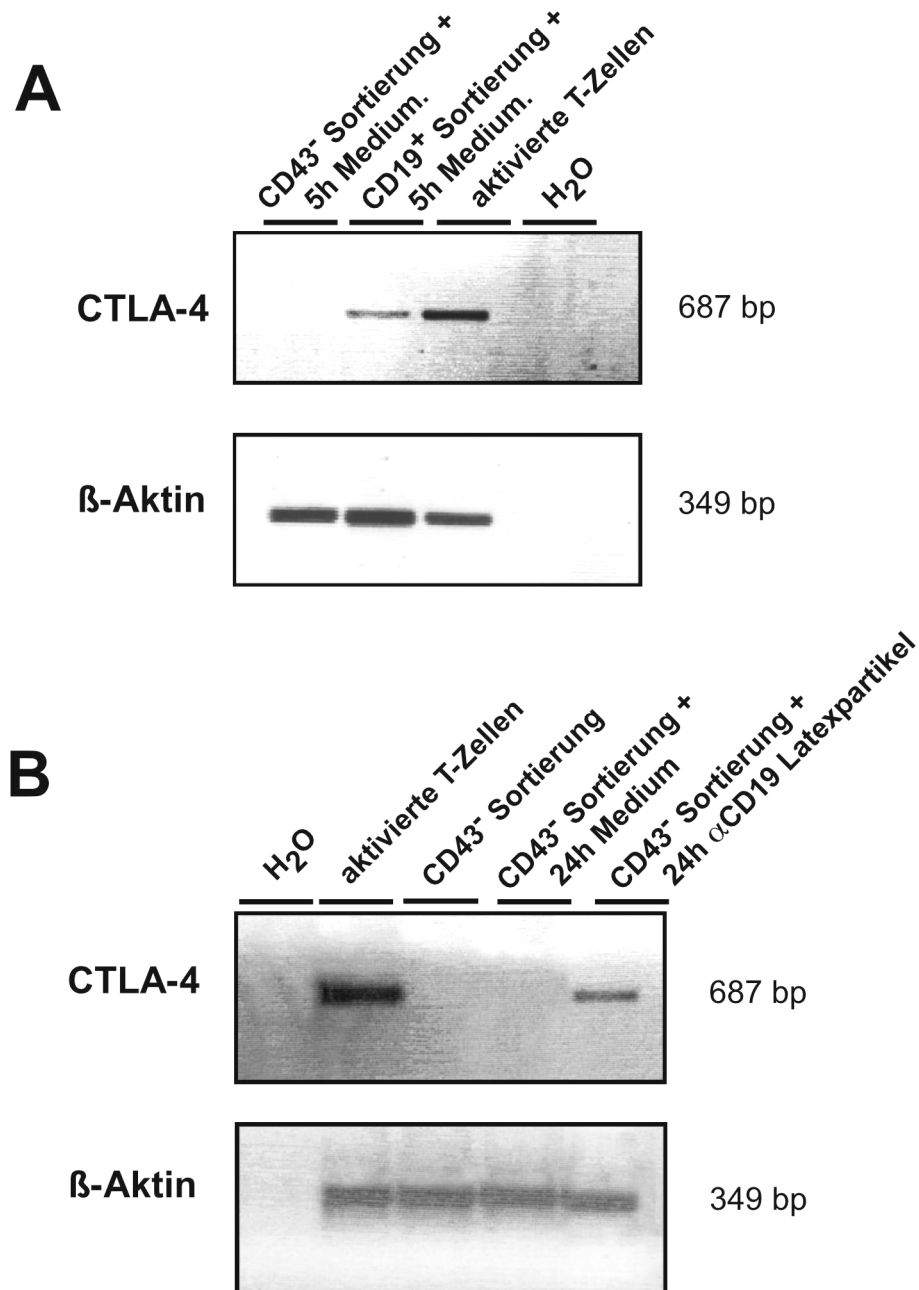 A
CD43⁻ Sortierung +
5h Medium.
CD19⁺ Sortierung +
5h Medium.
aktivierte T-Zellen
H₂O
CTLA-4
687 bp
ß-Aktin
349 bp
B
H₂O
aktivierte T-Zellen
CD43⁻ Sortierung
CD43⁻ Sortierung +
24h Medium
CD43⁻ Sortierung +
24h αCD19 Latexpartikel
CTLA-4
687 bp
ß-Aktin
349 bp